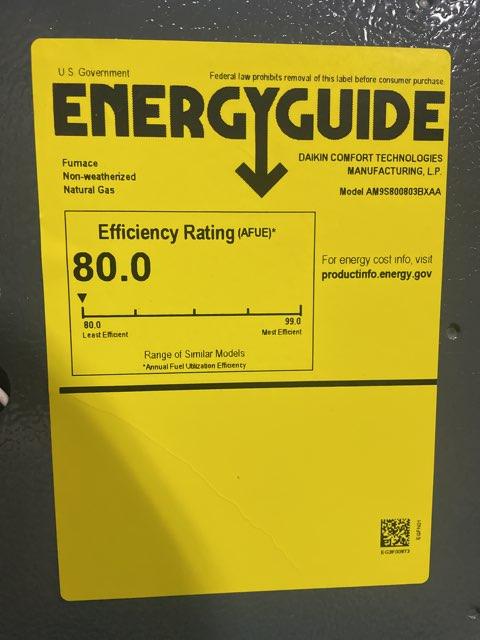 U.S. Government
Federal law prohibits removal of this label before consumer purchase.
ENERGYGUIDE
Furnace
Non-weatherized
Natural Gas
DAIKIN COMFORT TECHNOLOGIES
MANUFACTURING, L.P.
Model AM9S800803BXAA
Efficiency Rating (AFUE)*
80.0
80.0
Least Efficient
99.0
Most Efficient
Range of Similar Models
*Annual Fuel Utilization Efficiency
For energy cost info, visit
productinfo.energy.gov